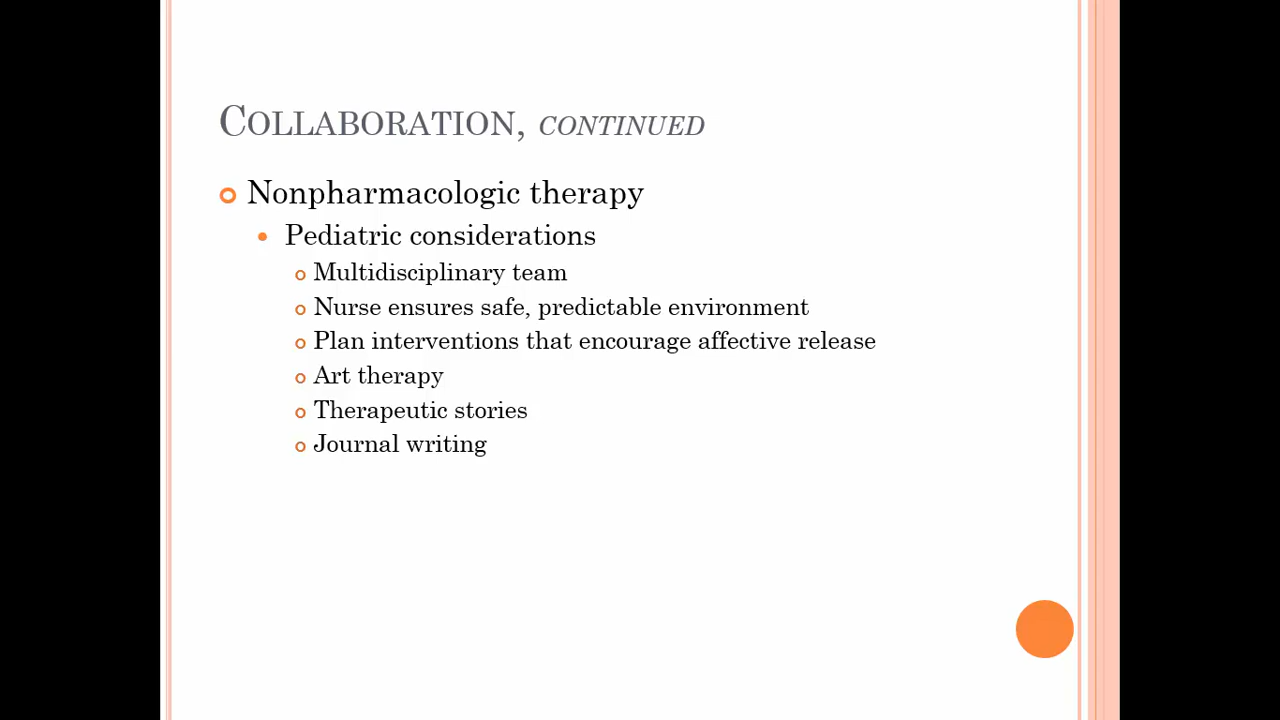 Collaboration, continued
Nonpharmacologic therapy
Pediatric considerations
Multidisciplinary team
Nurse ensures safe, predictable environment
Plan interventions that encourage affective release
Art therapy
Therapeutic stories
Journal writing